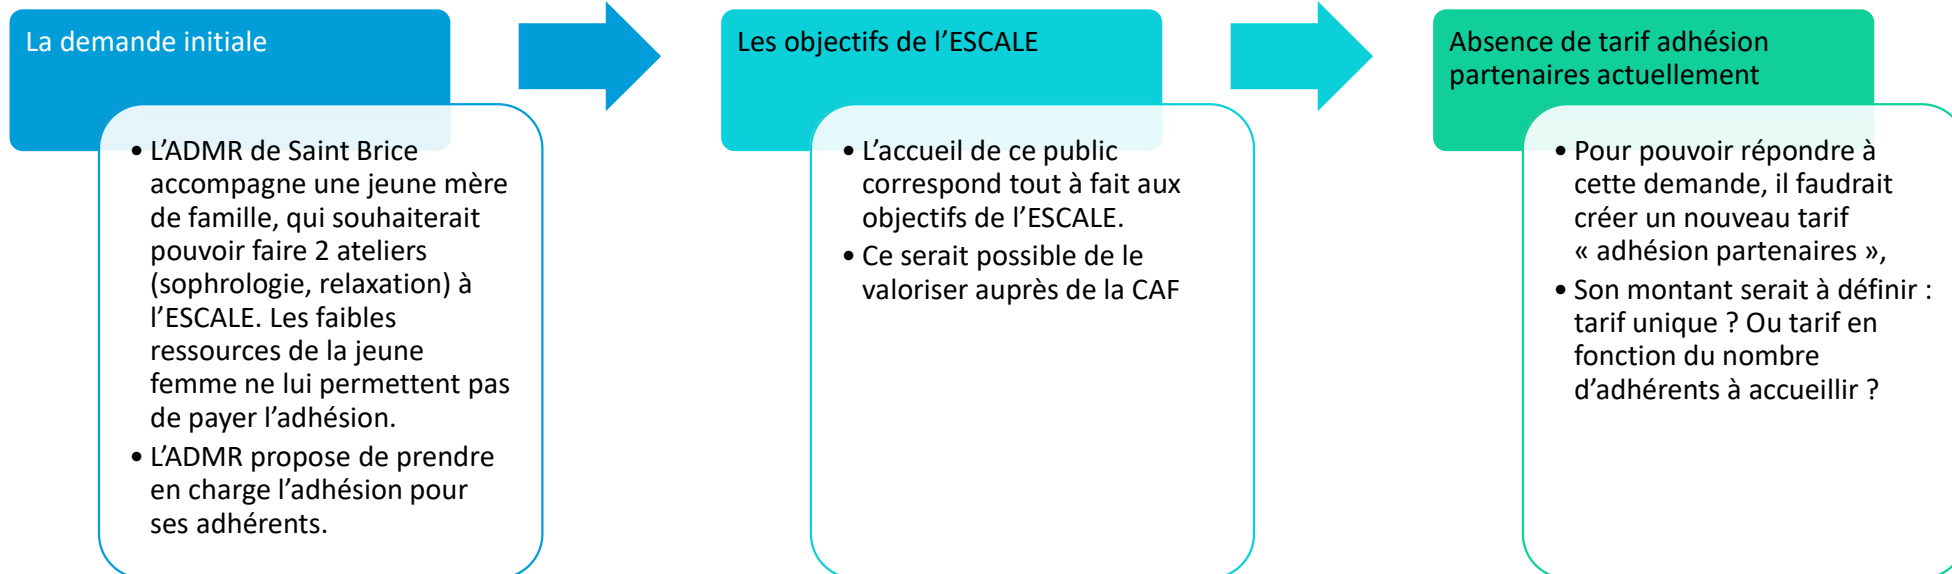 La demande initiale
• L’ADMR de Saint Brice
accompagne une jeune mère
de famille, qui souhaiterait
pouvoir faire 2 ateliers
(sophrologie, relaxation) à
l’ESCALE. Les faibles
ressources de la jeune
femme ne lui permettent pas
de payer l’adhésion.
• L’ADMR propose de prendre
en charge l’adhésion pour
ses adhérents.
Les objectifs de l’ESCALE
• L’accueil de ce public
correspond tout à fait aux
objectifs de l’ESCALE.
• Ce serait possible de le
valoriser auprès de la CAF
Absence de tarif adhésion
partenaires actuellement
• Pour pouvoir répondre à
cette demande, il faudrait
créer un nouveau tarif
« adhésion partenaires »,
• Son montant serait à définir :
tarif unique ? Ou tarif en
fonction du nombre
d’adhérents à accueillir ?